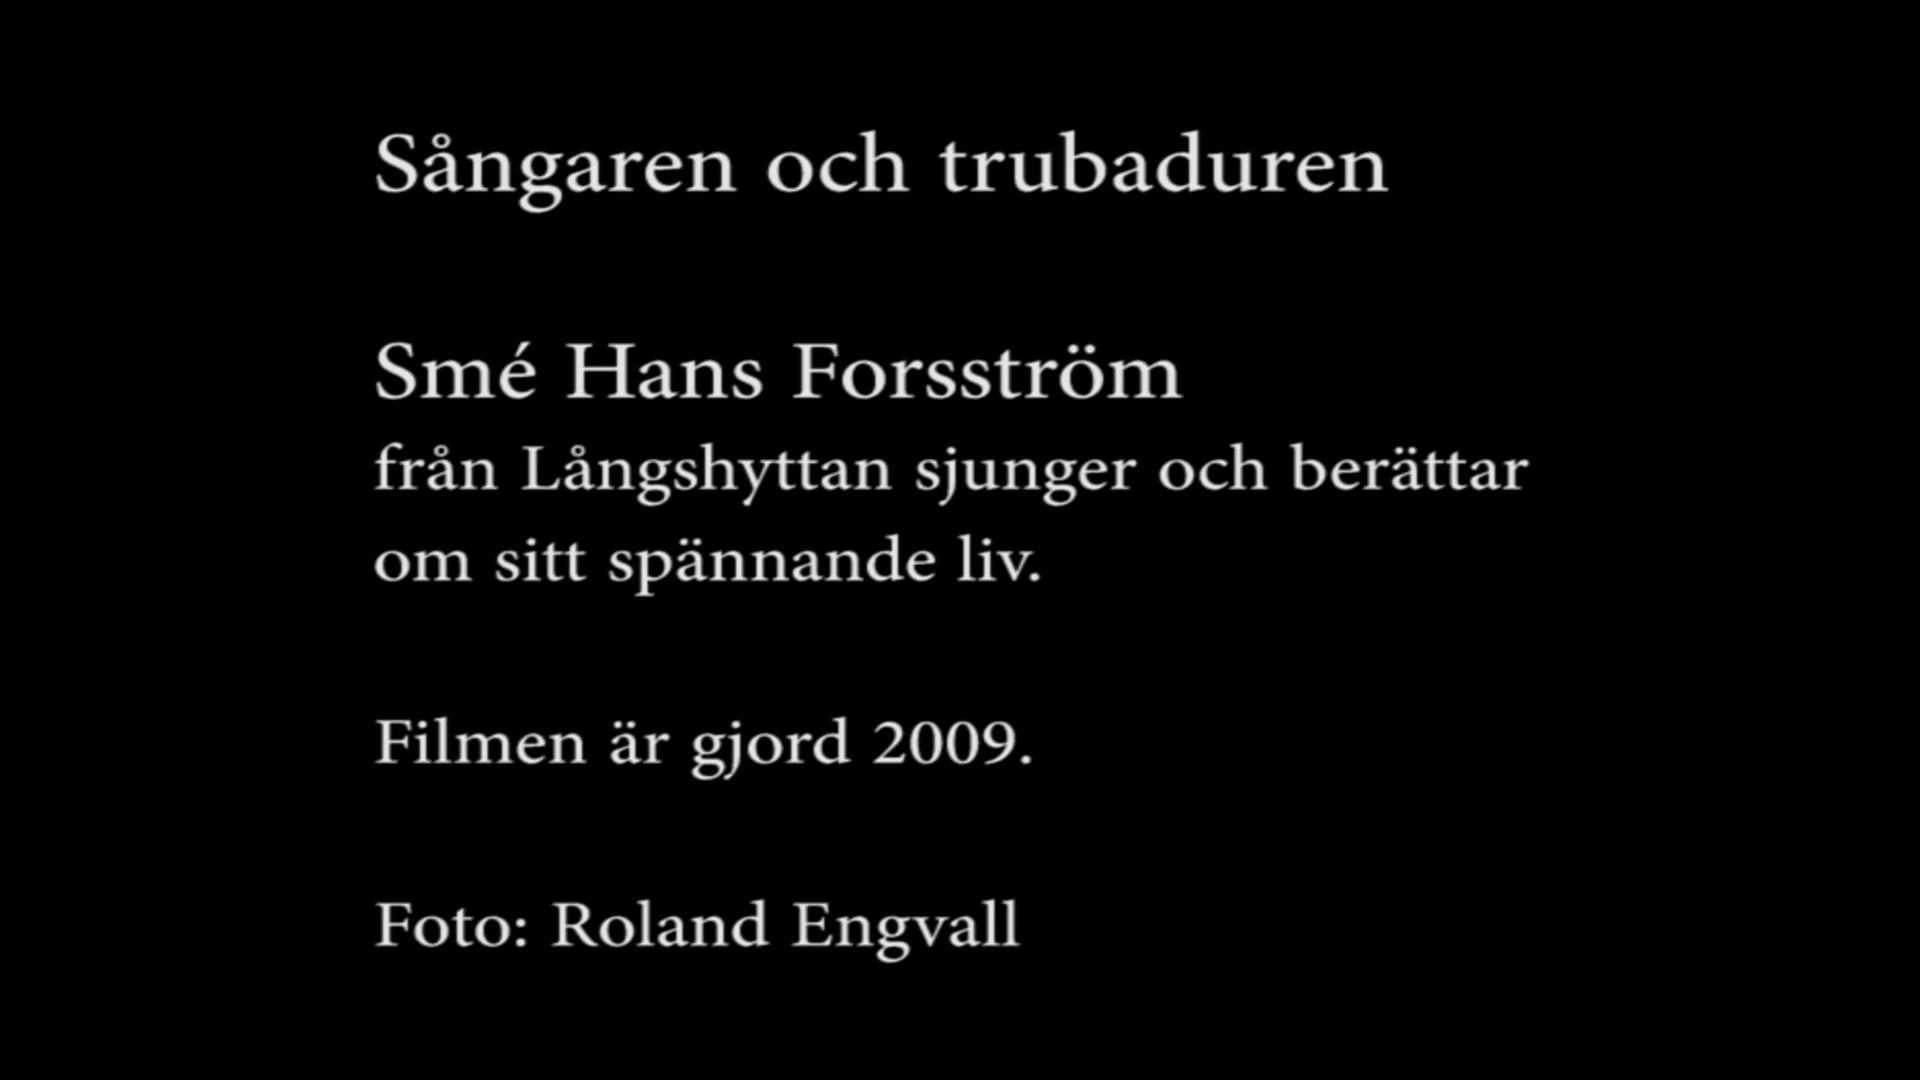 Sångaren och trubaduren
Smé Hans Forsström
från Långshyttan sjunger och berättar
om sitt spännande liv.
Filmen är gjord 2009.
Foto: Roland Engvall